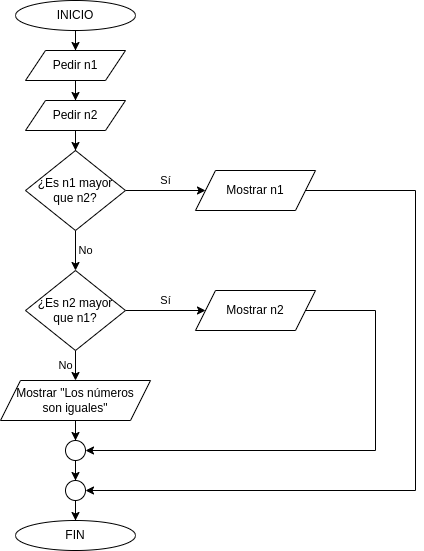 INICIO
Pedir n1
Pedir n2
¿Es n1 mayor
que n2?
Sí
Mostrar n1
No
¿Es n2 mayor
que n1?
Sí
Mostrar n2
No
Mostrar "Los números
son iguales"
FIN